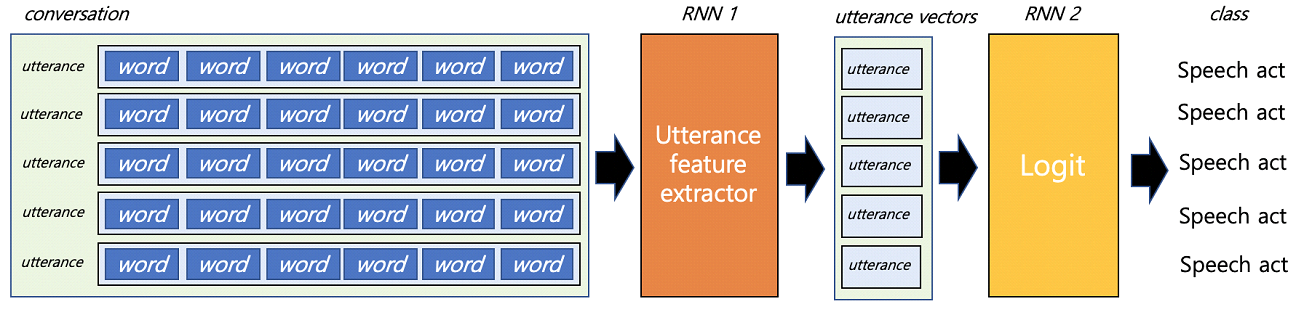 conversation RNN 1 utterance vectors RNN 2 class
utterance word word word word word word utterance Speech act
utterance word word word word word word utterance Speech act
Utterance
feature
extractor
utterance word word word word word word utterance Logit Speech act
utterance word word word word word word utterance Speech act
utterance word word word word word word utterance Speech act